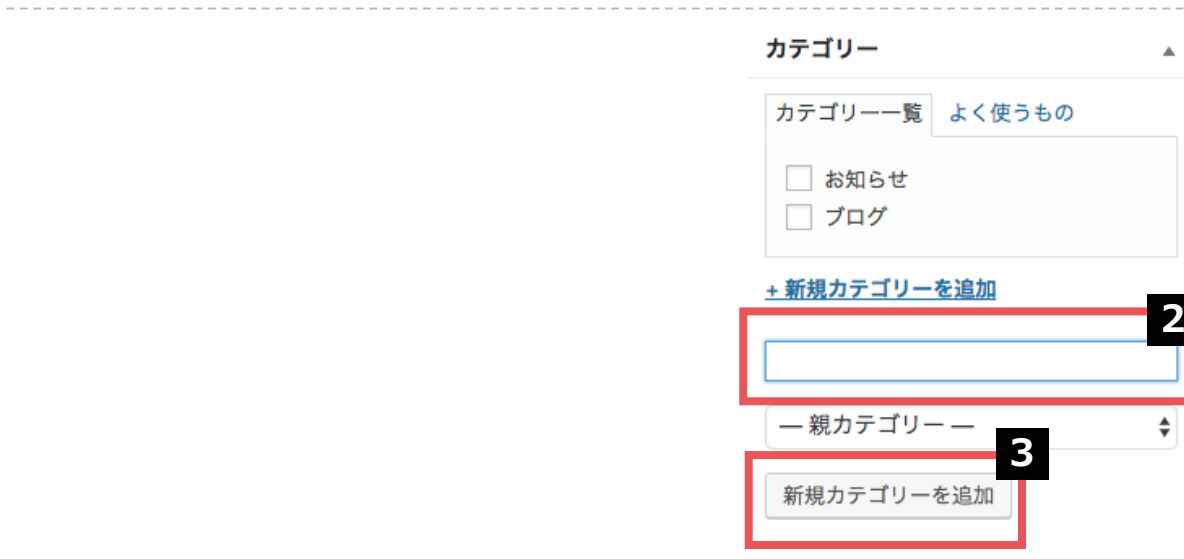 カテゴリー ▲
カテゴリー一覧 よく使うもの
お知らせ
ブログ
+ 新規カテゴリーを追加
2
— 親カテゴリー —
3
新規カテゴリーを追加